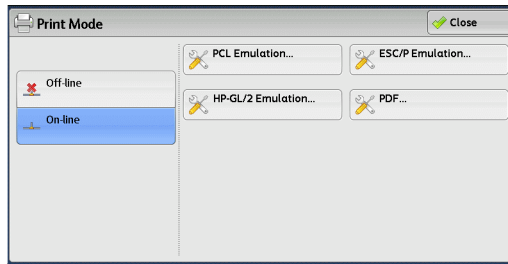 Print Mode
Close
Off-line
On-line
PCL Emulation...
ESC/P Emulation...
HP-GL/2 Emulation...
PDF...